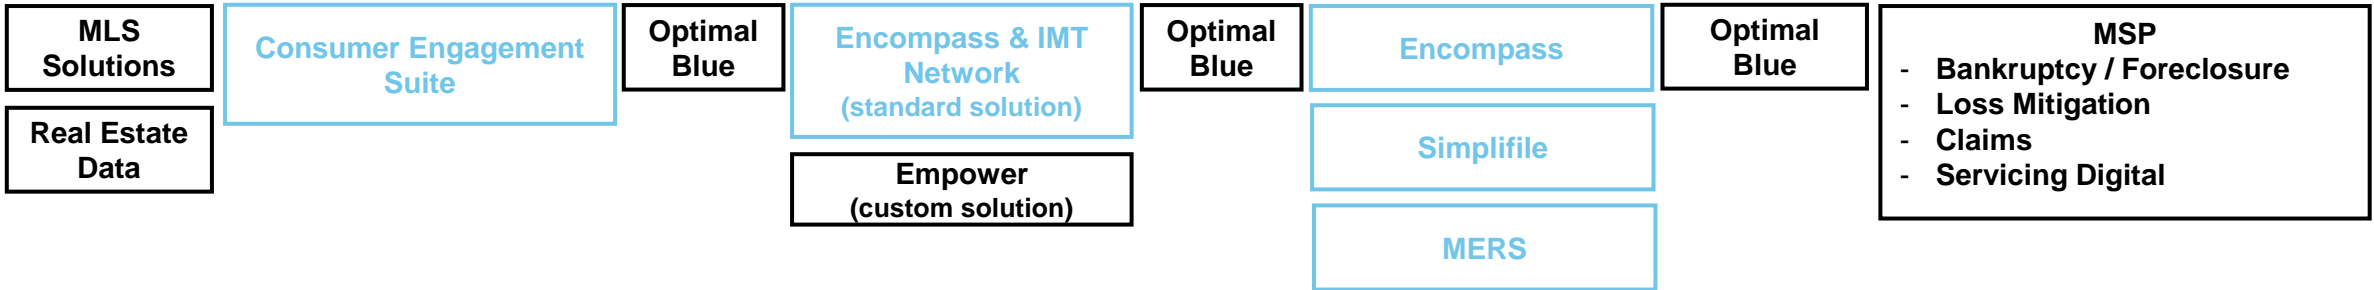 MLS
Solutions
Real Estate
Data
Consumer Engagement
Suite
Optimal
Blue
Encompass & IMT
Network
(standard solution)
Empower
(custom solution)
Optimal
Blue
Encompass
Simplifile
MERS
Optimal
Blue
MSP
- Bankruptcy / Foreclosure
- Loss Mitigation
- Claims
- Servicing Digital